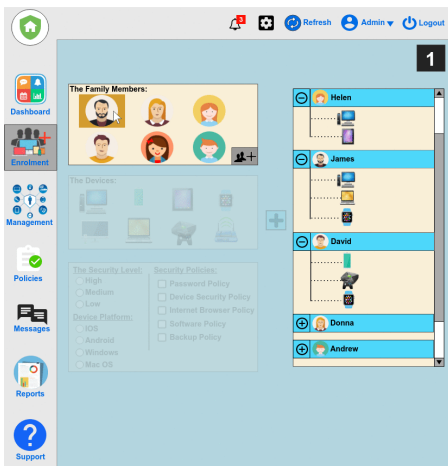 3
Refresh
Admin
Logout
1
Dashboard
Enrolment
Management
Policies
Messages
Reports
Support
The Family Members:
The Devices:
The Security Level:
High
Medium
Low
Device Platform:
IOS
Android
Windows
Mac OS
Security Policies:
Password Policy
Device Security Policy
Internet Browser Policy
Software Policy
Backup Policy
Helen
James
David
Donna
Andrew